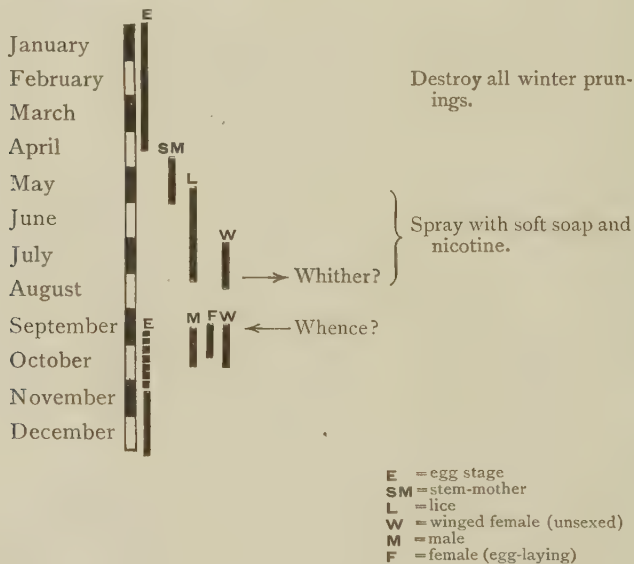 E
January
February
Destroy all winter prun-
ings.
March
April
SM
May
L
June
W
Spray with soft soap and
nicotine.
July
Whither?
August
September
E
M F W
Whence?
October
November
December
E = egg stage
SM = stem-mother
L = lice
W = winged female (unsexed)
M = male
F = female (egg-laying)